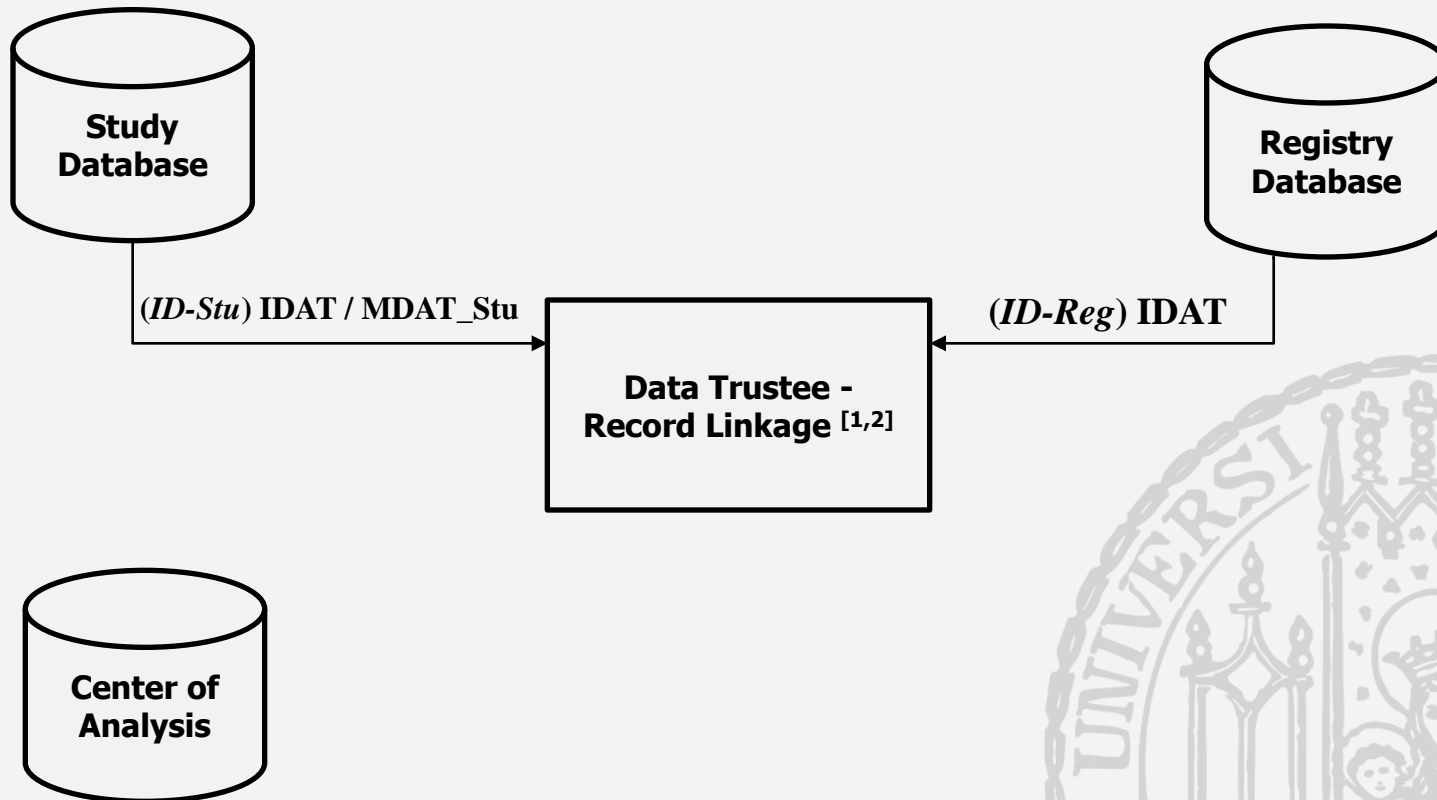 Study
Database
Registry
Database
(ID-Stu) IDAT / MDAT_Stu
(ID-Reg) IDAT
Data Trustee -
Record Linkage [1,2]
Center of
Analysis
UNIVERSI